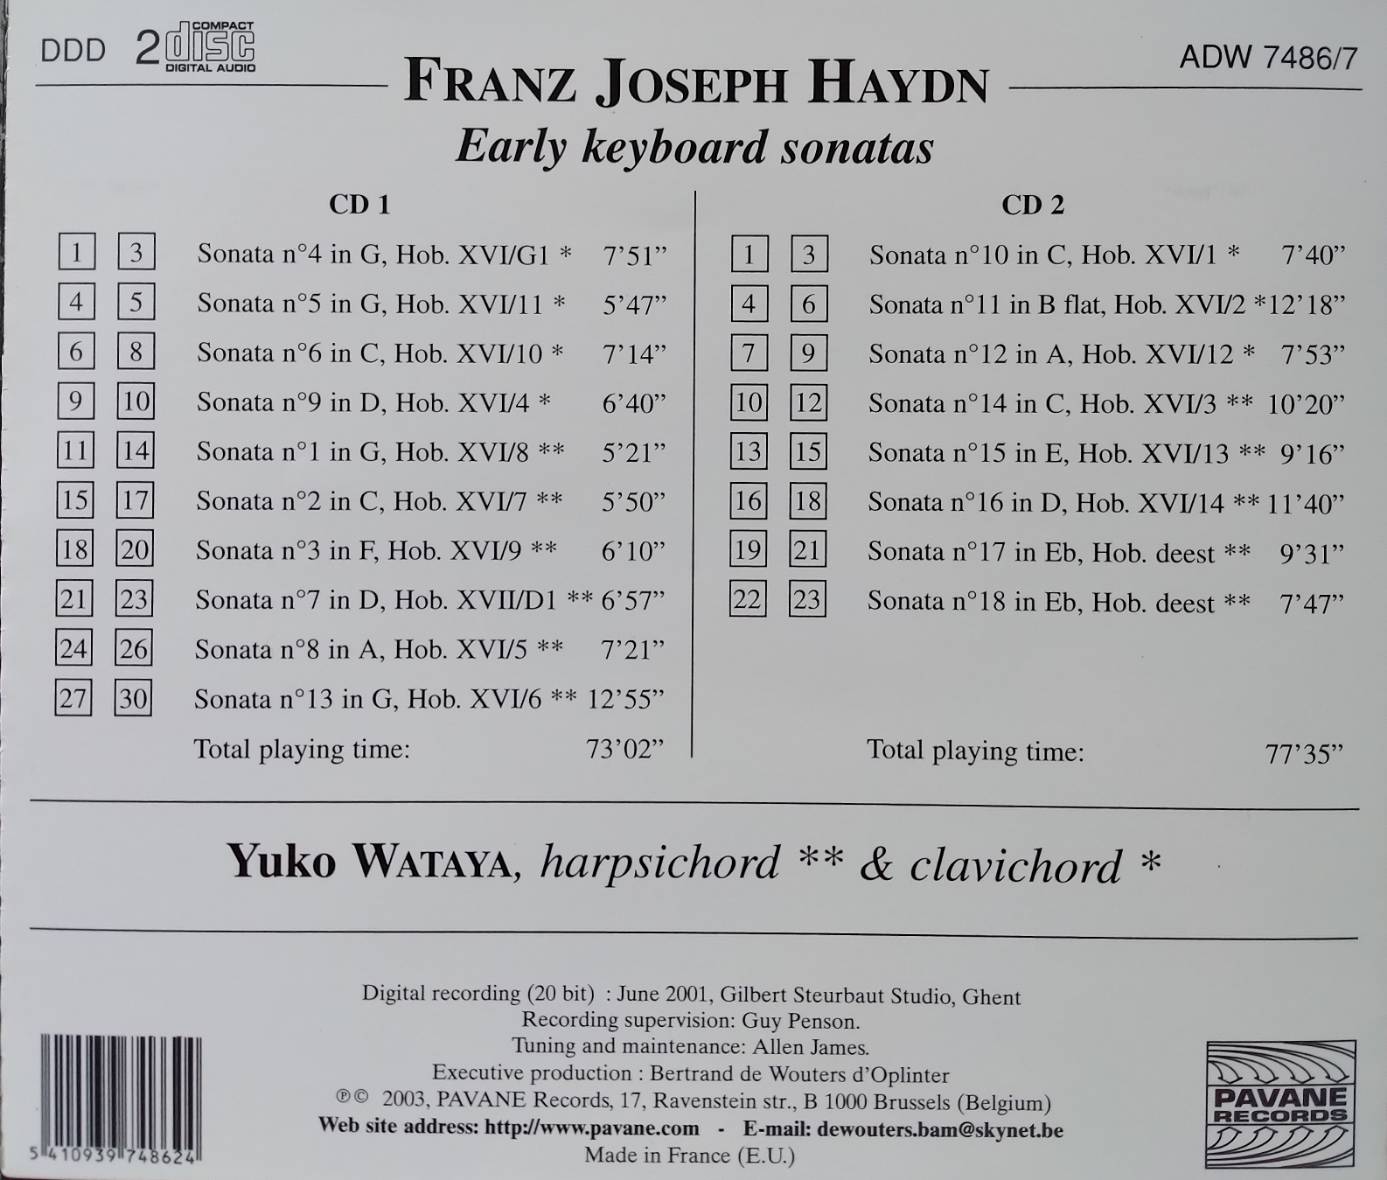 DDD 2 COMPACT disc DIGITAL AUDIO
ADW 7486/7
FRANZ JOSEPH HAYDN
Early keyboard sonatas
CD 1
1 3 Sonata n°4 in G, Hob. XVI/G1 * 7’51”
4 5 Sonata n°5 in G, Hob. XVI/11 * 5’47”
6 8 Sonata n°6 in C, Hob. XVI/10 * 7’14”
9 10 Sonata n°9 in D, Hob. XVI/4 * 6’40”
11 14 Sonata n°1 in G, Hob. XVI/8 ** 5’21”
15 17 Sonata n°2 in C, Hob. XVI/7 ** 5’50”
18 20 Sonata n°3 in F, Hob. XVI/9 ** 6’10”
21 23 Sonata n°7 in D, Hob. XVII/D1 ** 6’57”
24 26 Sonata n°8 in A, Hob. XVI/5 ** 7’21”
27 30 Sonata n°13 in G, Hob. XVI/6 ** 12’55”
Total playing time: 73’02”
CD 2
1 3 Sonata n°10 in C, Hob. XVI/1 * 7’40”
4 6 Sonata n°11 in B flat, Hob. XVI/2 *12’18”
7 9 Sonata n°12 in A, Hob. XVI/12 * 7’53”
10 12 Sonata n°14 in C, Hob. XVI/3 ** 10’20”
13 15 Sonata n°15 in E, Hob. XVI/13 ** 9’16”
16 18 Sonata n°16 in D, Hob. XVI/14 ** 11’40”
19 21 Sonata n°17 in Eb, Hob. deest ** 9’31”
22 23 Sonata n°18 in Eb, Hob. deest ** 7’47”
Total playing time: 77’35”
Yuko WATAYA, harpsichord ** & clavichord *
Digital recording (20 bit) : June 2001, Gilbert Steurbaut Studio, Ghent
Recording supervision: Guy Penson.
Tuning and maintenance: Allen James.
Executive production : Bertrand de Wouters d’Oplinter
℗© 2003, PAVANE Records, 17, Ravenstein str., B 1000 Brussels (Belgium)
Web site address: http://www.pavane.com - E-mail: dewouters.bam@skynet.be
Made in France (E.U.)
5 410939 748624
PAVANE
RECORDS